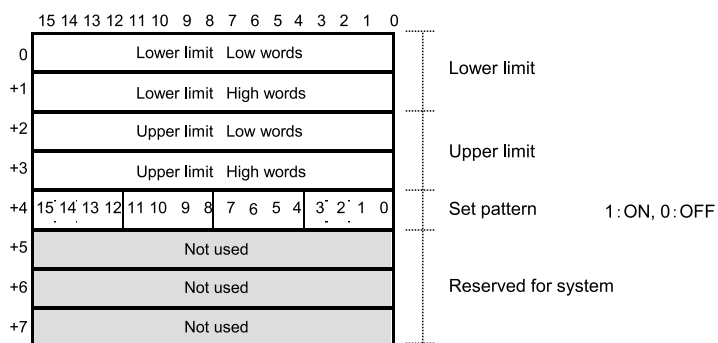 15 14 13 12 11 10 9 8 7 6 5 4 3 2 1 0
0 Lower limit Low words
Lower limit
+1 Lower limit High words
+2 Upper limit Low words
Upper limit
+3 Upper limit High words
+4 15 14 13 12 11 10 9 8 7 6 5 4 3 2 1 0 Set pattern 1:ON, 0:OFF
+5 Not used
+6 Not used Reserved for system
+7 Not used